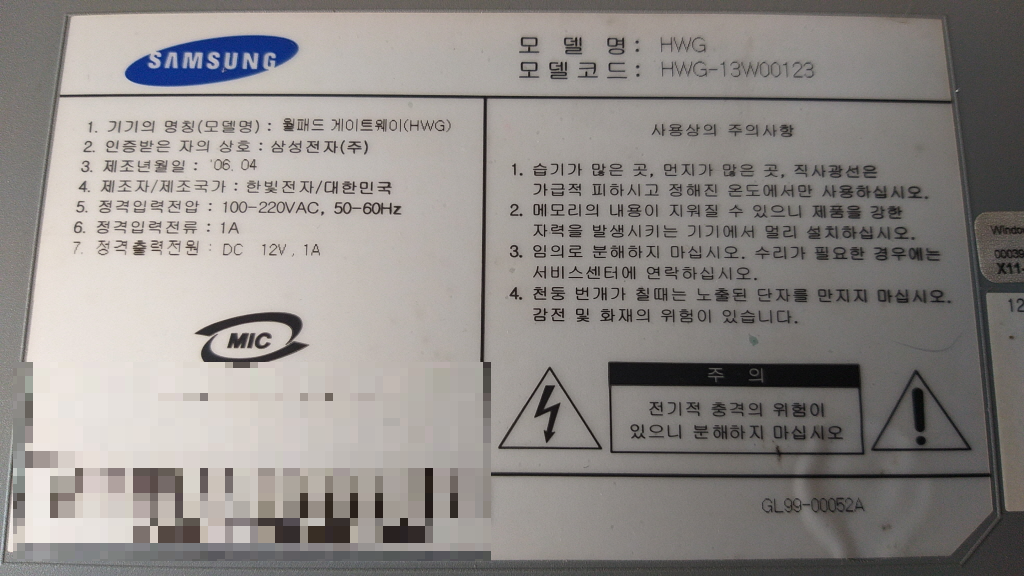 SAMSUNG
모 델 명 : HWG
모델코드 : HWG-13W00123
1. 기기의 명칭(모델명) : 월패드 게이트웨이(HWG)
2. 인증받은 자의 상호 : 삼성전자(주)
3. 제조년월일 : '06. 04
4. 제조자/제조국가 : 한빛전자/대한민국
5. 정격입력전압 : 100-220VAC, 50-60Hz
6. 정격입력전류 : 1A
7. 정격출력전원 : DC 12V, 1A
MIC
사용상의 주의사항
1. 습기가 많은 곳, 먼지가 많은 곳, 직사광선은
가급적 피하시고 정해진 온도에서만 사용하십시오.
2. 메모리의 내용이 지워질 수 있으니 제품을 강한
자력을 발생시키는 기기에서 멀리 설치하십시오.
3. 임의로 분해하지 마십시오. 수리가 필요한 경우에는
서비스센터에 연락하십시오.
4. 천둥 번개가 칠때는 노출된 단자를 만지지 마십시오.
감전 및 화재의 위험이 있습니다.
주 의
전기적 충격의 위험이
있으니 분해하지 마십시오
GL99-00052A
Window
00039
X11-
12